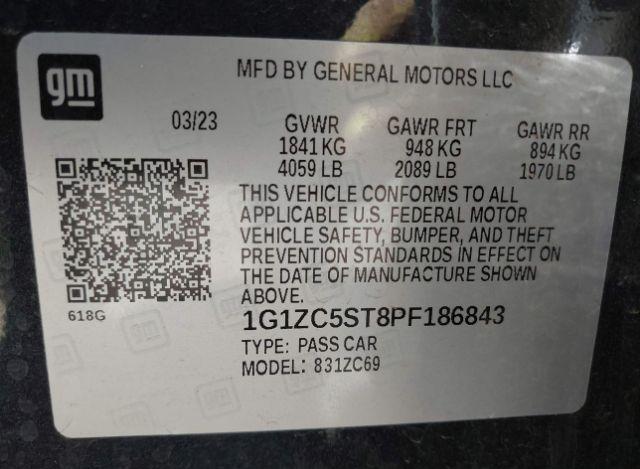 gm
MFD BY GENERAL MOTORS LLC
03/23 GVWR GAWR FRT GAWR RR
1841 KG 948 KG 894 KG
4059 LB 2089 LB 1970 LB
THIS VEHICLE CONFORMS TO ALL
APPLICABLE U.S. FEDERAL MOTOR
VEHICLE SAFETY, BUMPER, AND THEFT
PREVENTION STANDARDS IN EFFECT ON
THE DATE OF MANUFACTURE SHOWN
ABOVE.
618G
1G1ZC5ST8PF186843
TYPE: PASS CAR
MODEL: 831ZC69